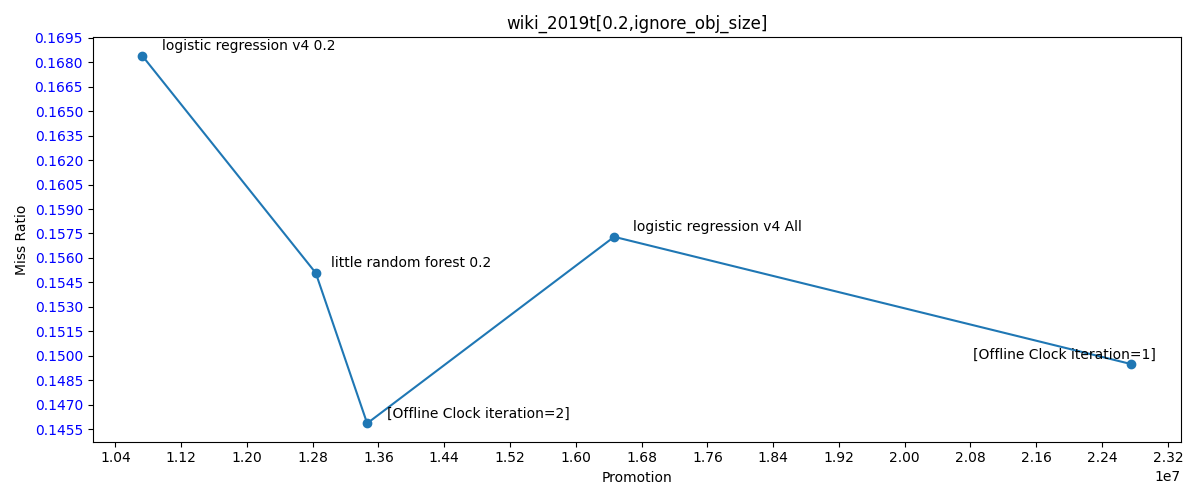 wiki_2019t[0.2,ignore_obj_size]
0.1695
0.1680
0.1665
0.1650
0.1635
0.1620
0.1605
0.1590
0.1575
0.1560
0.1545
0.1530
0.1515
0.1500
0.1485
0.1470
0.1455
Miss Ratio
logistic regression v4 0.2
little random forest 0.2
[Offline Clock iteration=2]
logistic regression v4 All
[Offline Clock iteration=1]
1.04 1.12 1.20 1.28 1.36 1.44 1.52 1.60 1.68 1.76 1.84 1.92 2.00 2.08 2.16 2.24 2.32
1e7
Promotion